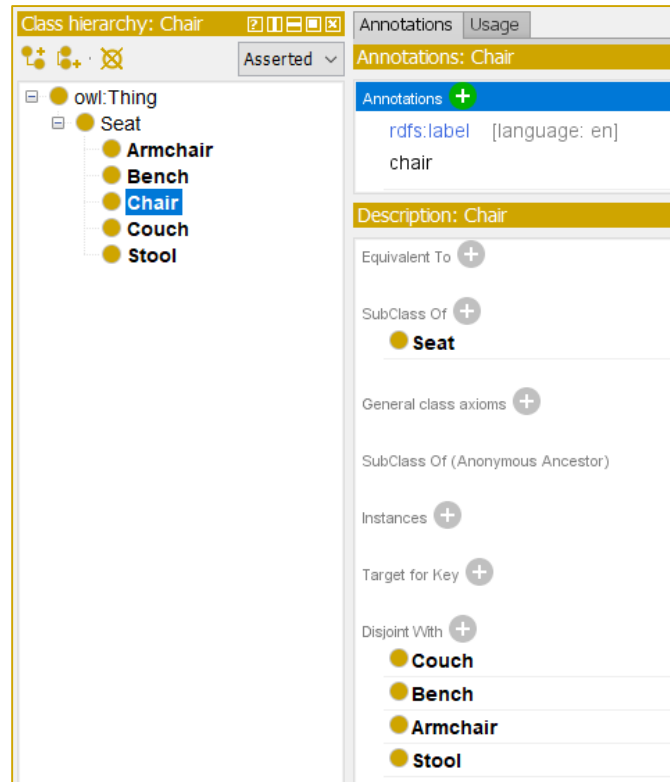 Class hierarchy: Chair
Asserted
owl:Thing
Seat
Armchair
Bench
Chair
Couch
Stool
Annotations Usage
Annotations: Chair
Annotations
rdfs:label [language: en]
chair
Description: Chair
Equivalent To
SubClass Of
Seat
General class axioms
SubClass Of (Anonymous Ancestor)
Instances
Target for Key
Disjoint With
Couch
Bench
Armchair
Stool